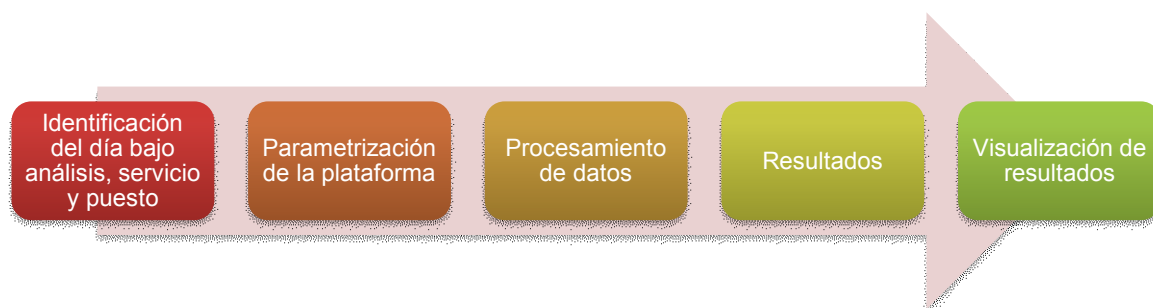 Identificación
del día bajo
análisis, servicio
y puesto
Parametrización
de la plataforma
Procesamiento
de datos
Resultados
Visualización de
resultados